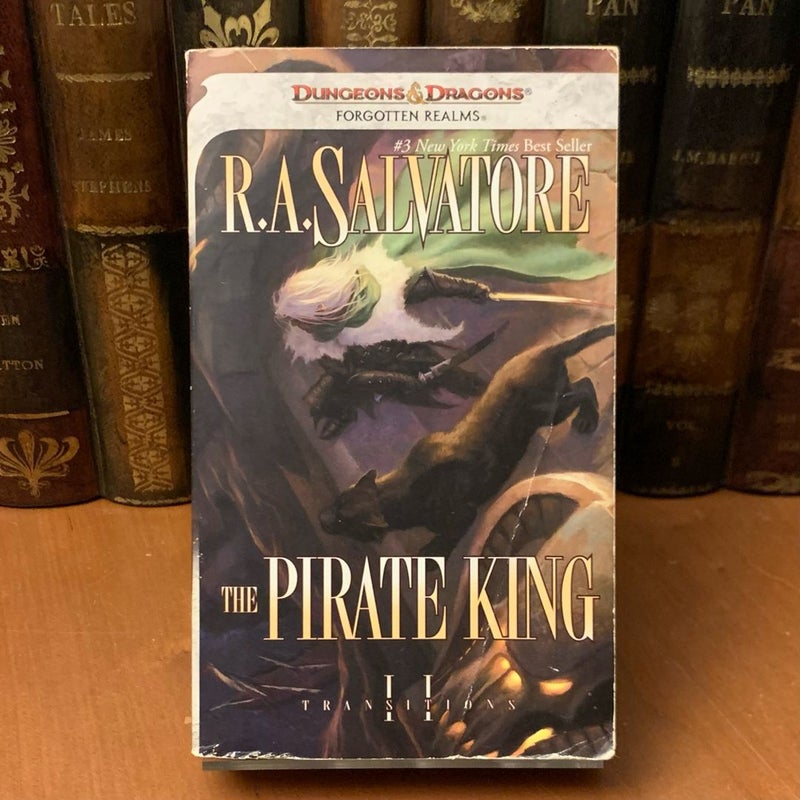 TALES
JAMES
STEPHENS
PAN
PAN
J.M. BARRIE
VOL
DUNGEONS & DRAGONS®
FORGOTTEN REALMS®
#3 New York Times Best Seller
R.A. SALVATORE
THE PIRATE KING
II
TRANSITIONS